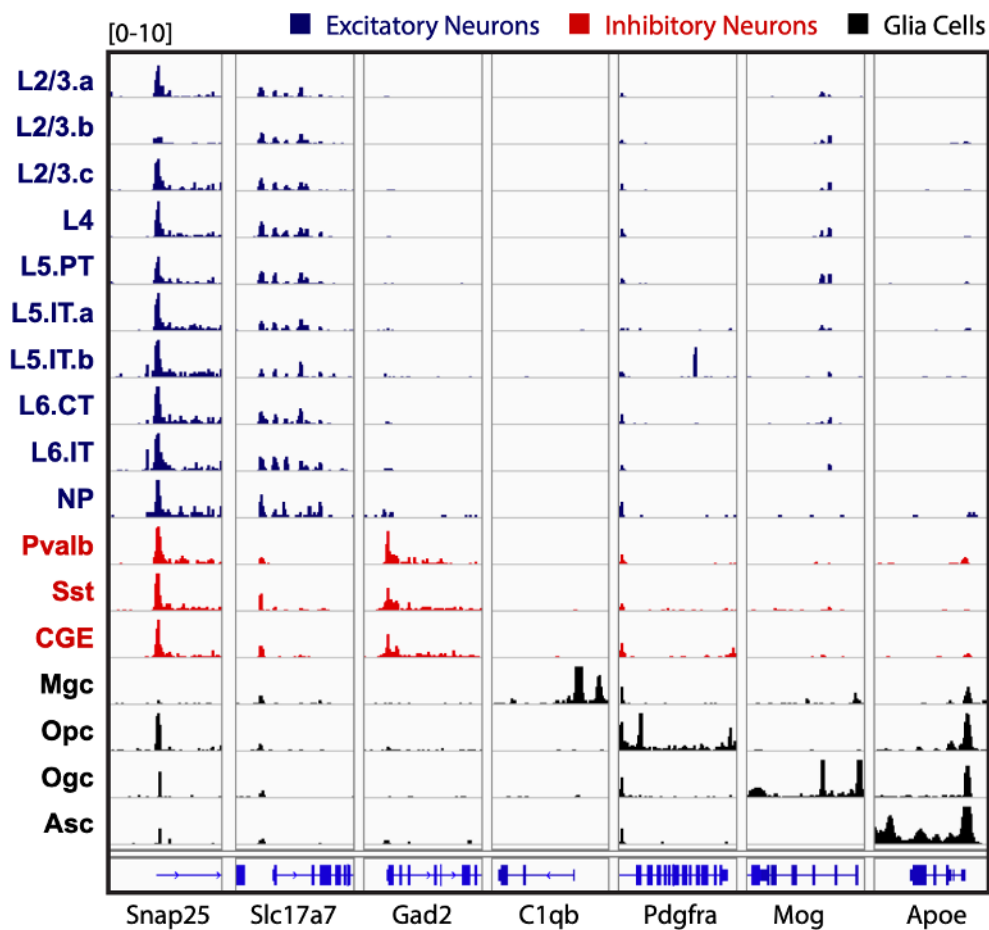 [0-10] Excitatory Neurons Inhibitory Neurons Glia Cells
L2/3.a
L2/3.b
L2/3.c
L4
L5.PT
L5.IT.a
L5.IT.b
L6.CT
L6.IT
NP
Pvalb
Sst
CGE
Mgc
Opc
Ogc
Asc
Snap25 Slc17a7 Gad2 C1qb Pdgfra Mog Apoe